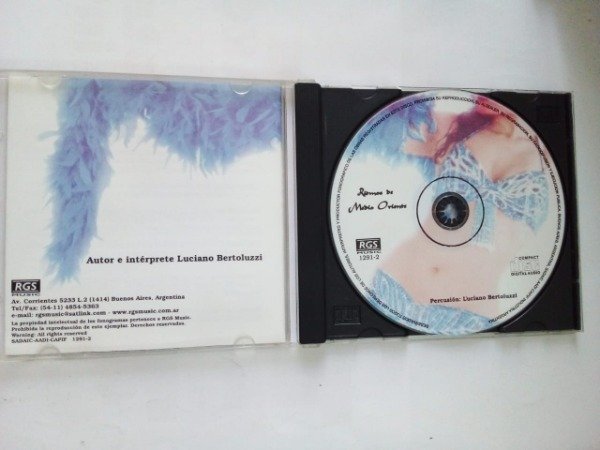 Autor e intérprete Luciano Bertoluzzi
RGS
MUSIC
Av. Corrientes 5233 L.2 (1414) Buenos Aires, Argentina
Tel/Fax: (54-11) 4854-5363
e-mail: rgsmusic@satlink.com - www.rgsmusic.com.ar
La propiedad intelectual de los fonogramas pertenece a RGS Music.
Prohibida la reproducción de este ejemplar. Derechos reservados.
Warning: All rights reserved
SADAIC-AADI-CAPIF 1291-2
Ritmos de
Medio Oriente
RGS
MUSIC
1291-2
COMPACT
disc
DIGITAL AUDIO
Percusión: Luciano Bertoluzzi